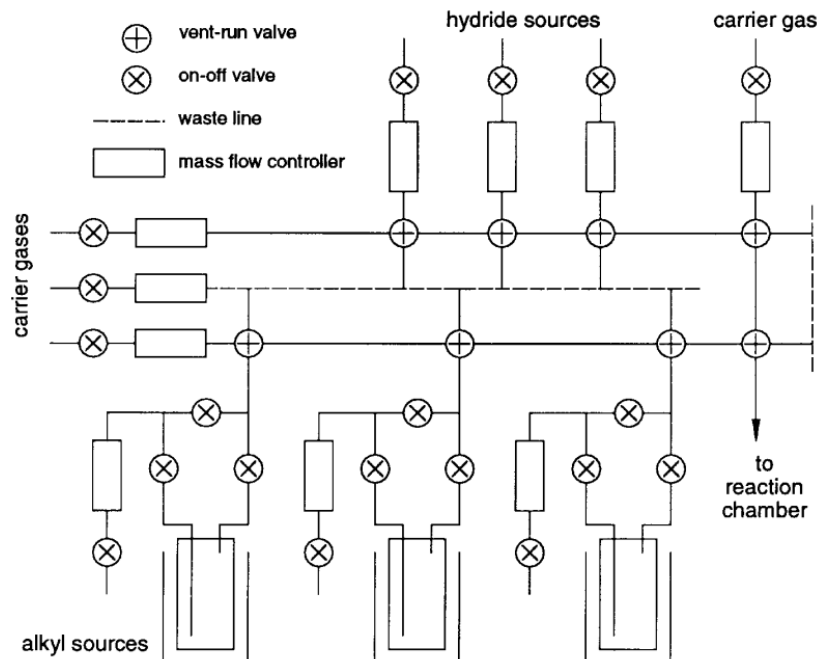 vent-run valve
on-off valve
waste line
mass flow controller
hydride sources
carrier gas
carrier gases
to
reaction
chamber
alkyl sources